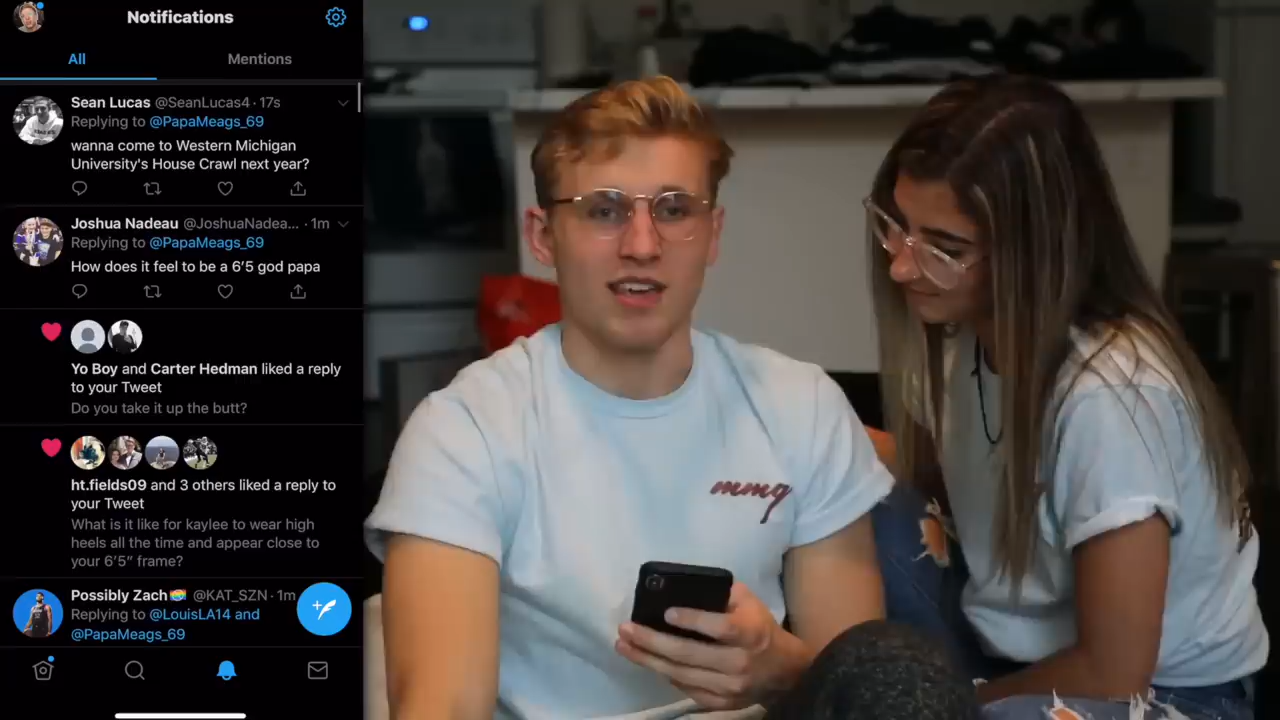 Notifications
All
Mentions
Sean Lucas @SeanLucas4 · 17s
Replying to @PapaMeags_69
wanna come to Western Michigan
University's House Crawl next year?
Joshua Nadeau @JoshuaNadea... · 1m
Replying to @PapaMeags_69
How does it feel to be a 6'5 god papa
Yo Boy and Carter Hedman liked a reply
to your Tweet
Do you take it up the butt?
ht.fields09 and 3 others liked a reply to
your Tweet
What is it like for kaylee to wear high
heels all the time and appear close to
your 6'5" frame?
Possibly Zach🏳️‍🌈 @KAT_SZN · 1m
Replying to @LouisLA14 and
@PapaMeags_69
mmg